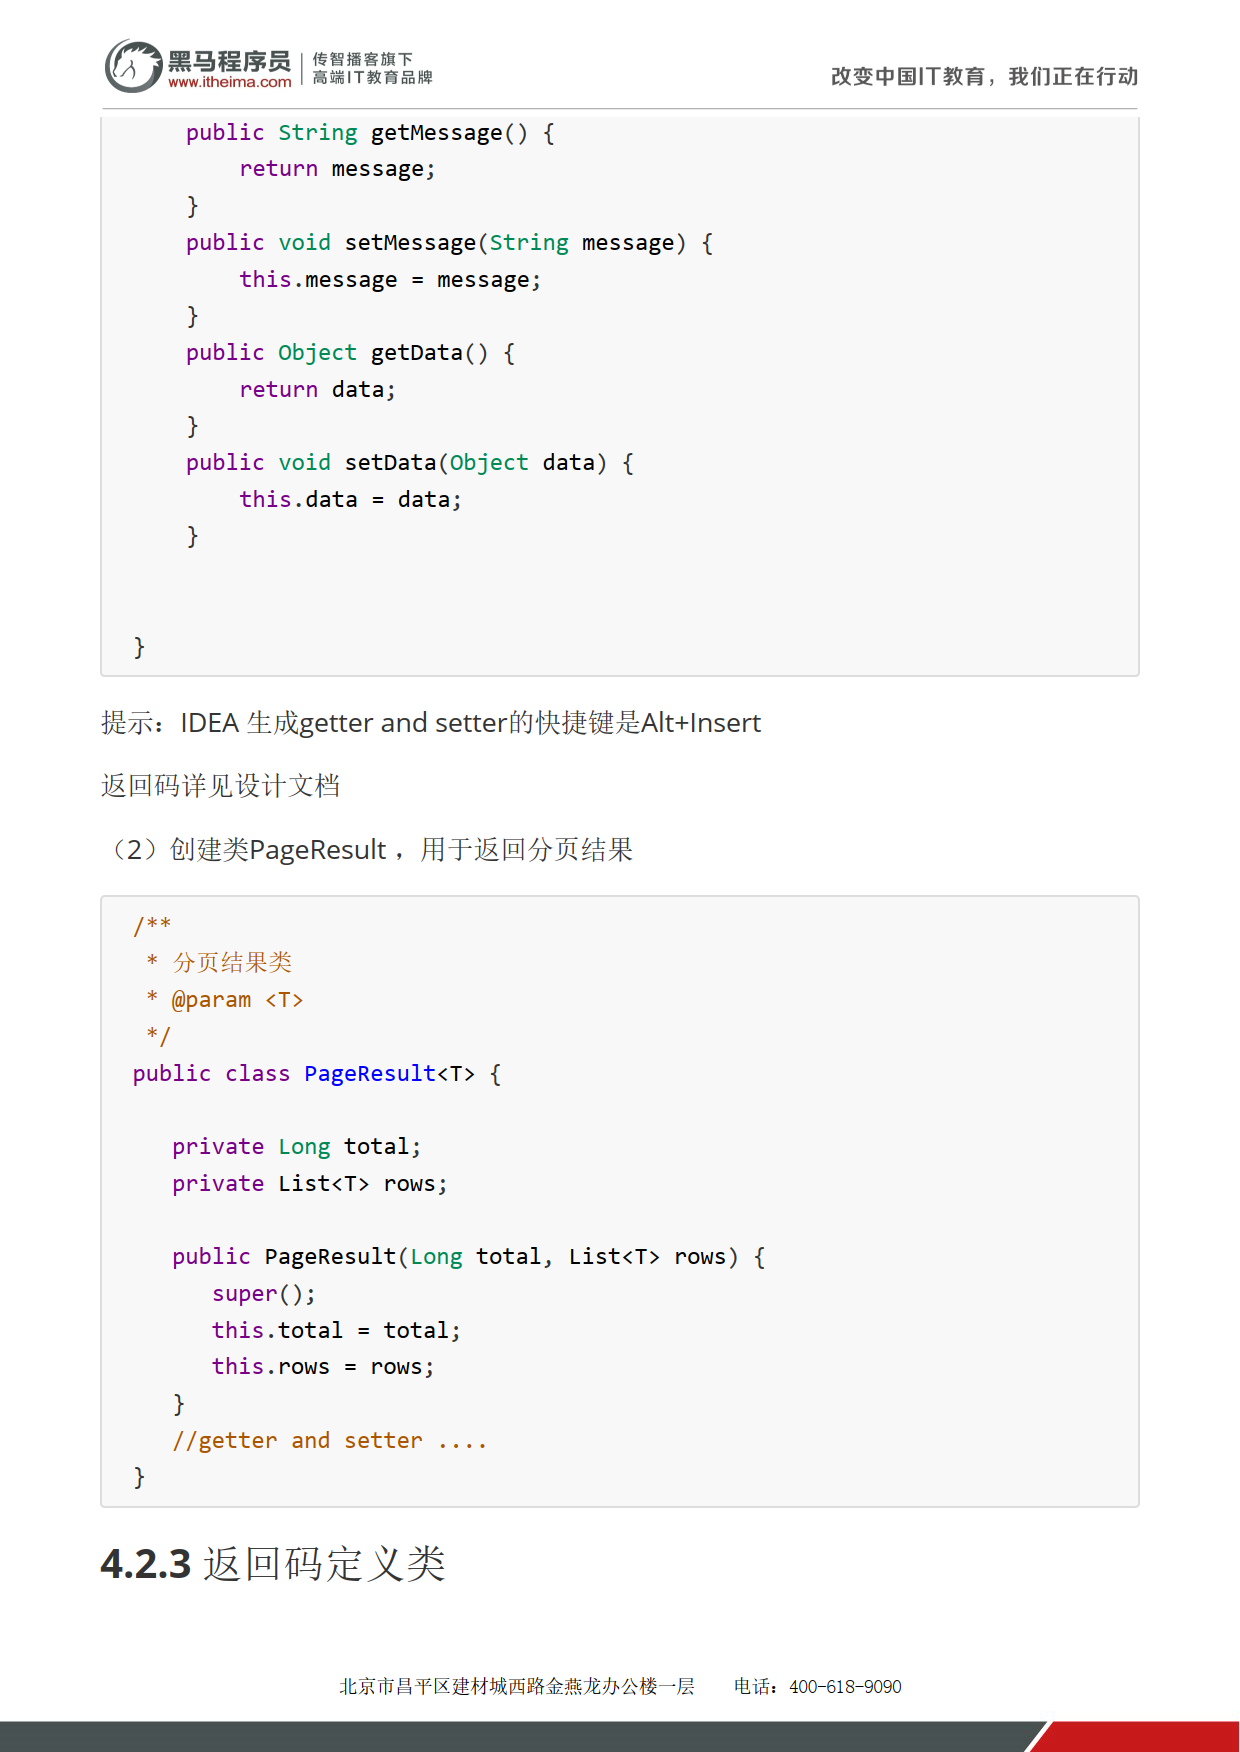 黑马程序员
www.itheima.com
传智播客旗下
高端IT教育品牌
改变中国IT教育，我们正在行动
    public String getMessage() {
        return message;
    }
    public void setMessage(String message) {
        this.message = message;
    }
    public Object getData() {
        return data;
    }
    public void setData(Object data) {
        this.data = data;
    }
}
提示：IDEA 生成getter and setter的快捷键是Alt+Insert
返回码详见设计文档
（2）创建类PageResult ，用于返回分页结果
/**
 * 分页结果类
 * @param <T>
 */
public class PageResult<T> {
   private Long total;
   private List<T> rows;
   public PageResult(Long total, List<T> rows) {
      super();
      this.total = total;
      this.rows = rows;
   }
   //getter and setter ....
}
4.2.3 返回码定义类
北京市昌平区建材城西路金燕龙办公楼一层 电话：400-618-9090